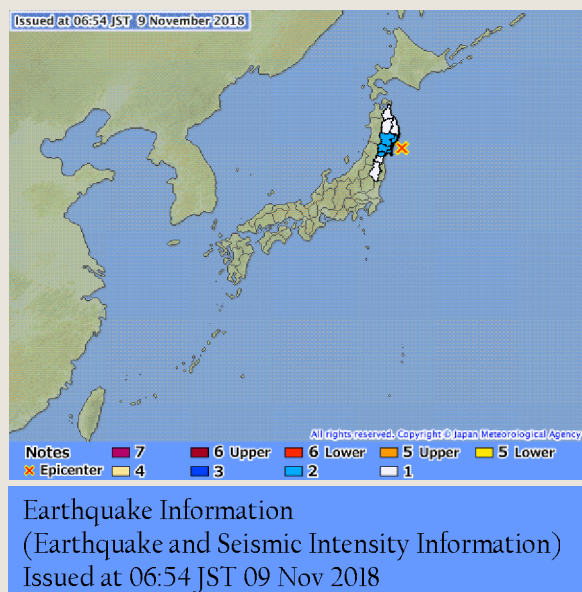 Issued at 06:54 JST 9 November 2018
All rights reserved. Copyright © Japan Meteorological Agency
Notes 7 6 Upper 6 Lower 5 Upper 5 Lower
Epicenter 4 3 2 1
Earthquake Information
(Earthquake and Seismic Intensity Information)
Issued at 06:54 JST 09 Nov 2018